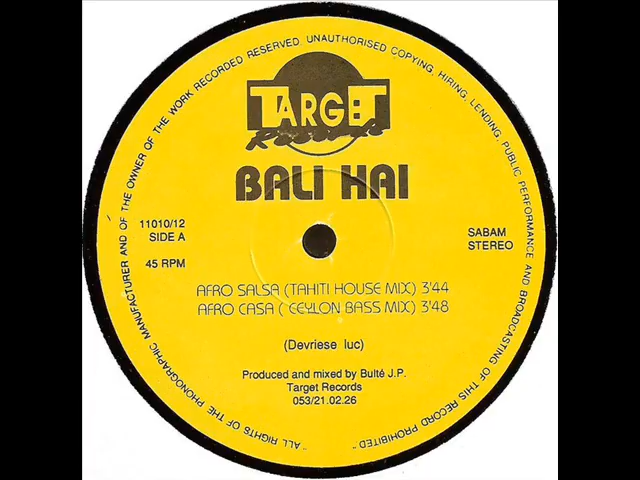 "ALL RIGHTS OF THE PHONOGRAPHIC MANUFACTURER AND OF THE OWNER OF THE WORK RECORDED RESERVED. UNAUTHORISED COPYING, HIRING, LENDING, PUBLIC PERFORMANCE AND BROADCASTING OF THIS RECORD PROHIBITED"
TARGET
Records
BALI HAI
11010/12
SIDE A
SABAM
STEREO
45 RPM
AFRO SALSA (TAHITI HOUSE MIX) 3'44
AFRO CASA ( CEYLON BASS MIX) 3'48
(Devriese luc)
Produced and mixed by Bulté J.P.
Target Records
053/21.02.26